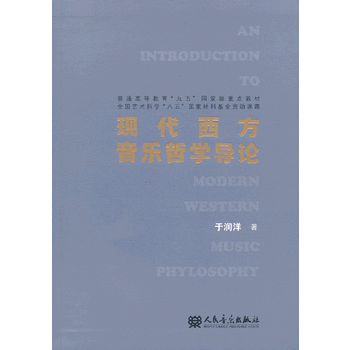 AN
INTRODUCTION
TO
普通高等教育“九五”国家级重点教材
全国艺术科学“八五”国家社科基金资助课题
现代西方
音乐哲学导论
MODERN
WESTERN
于润洋 著
MUSIC
PHYLOSOPHY
人民音乐出版社